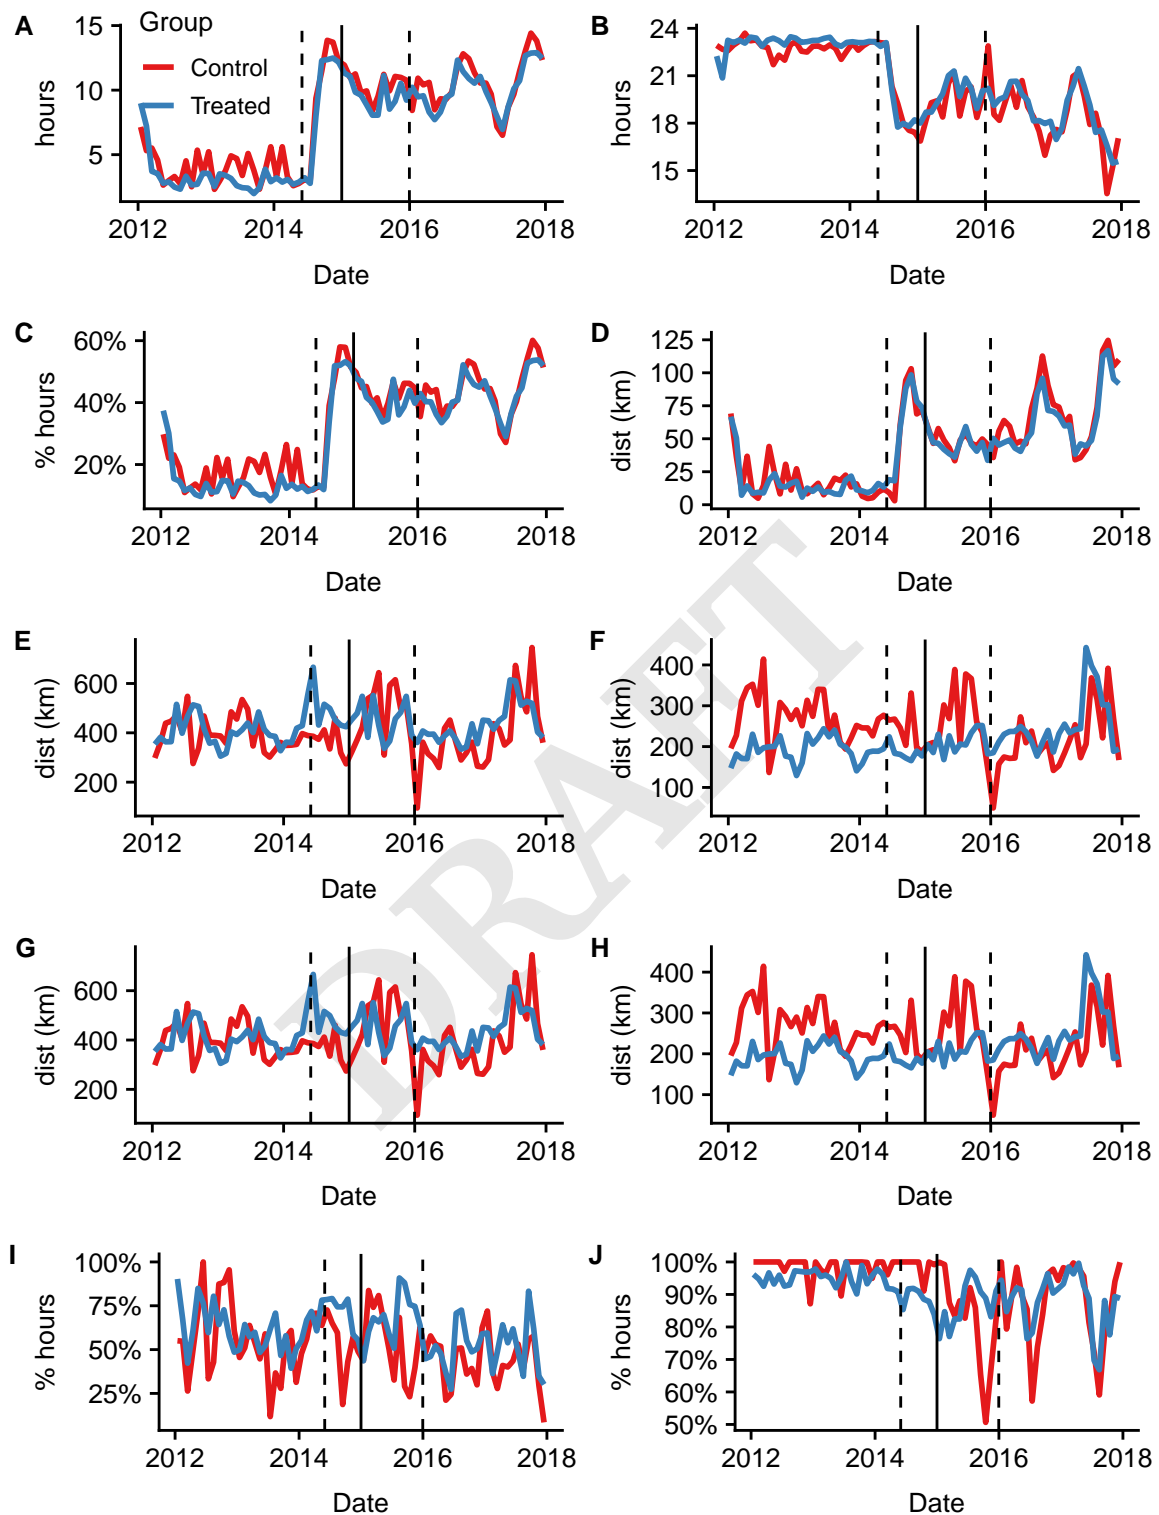 A
Group
Control
Treated
hours
15
10
5
2012 2014 2016 2018
Date
B
hours
24
21
18
15
2012 2014 2016 2018
Date
C
% hours
60%
40%
20%
2012 2014 2016 2018
Date
D
dist (km)
125
100
75
50
25
0
2012 2014 2016 2018
Date
E
dist (km)
600
400
200
2012 2014 2016 2018
Date
F
dist (km)
400
300
200
100
2012 2014 2016 2018
Date
G
dist (km)
600
400
200
2012 2014 2016 2018
Date
H
dist (km)
400
300
200
100
2012 2014 2016 2018
Date
I
% hours
100%
75%
50%
25%
2012 2014 2016 2018
Date
J
% hours
100%
90%
80%
70%
60%
50%
2012 2014 2016 2018
Date
DRAFT